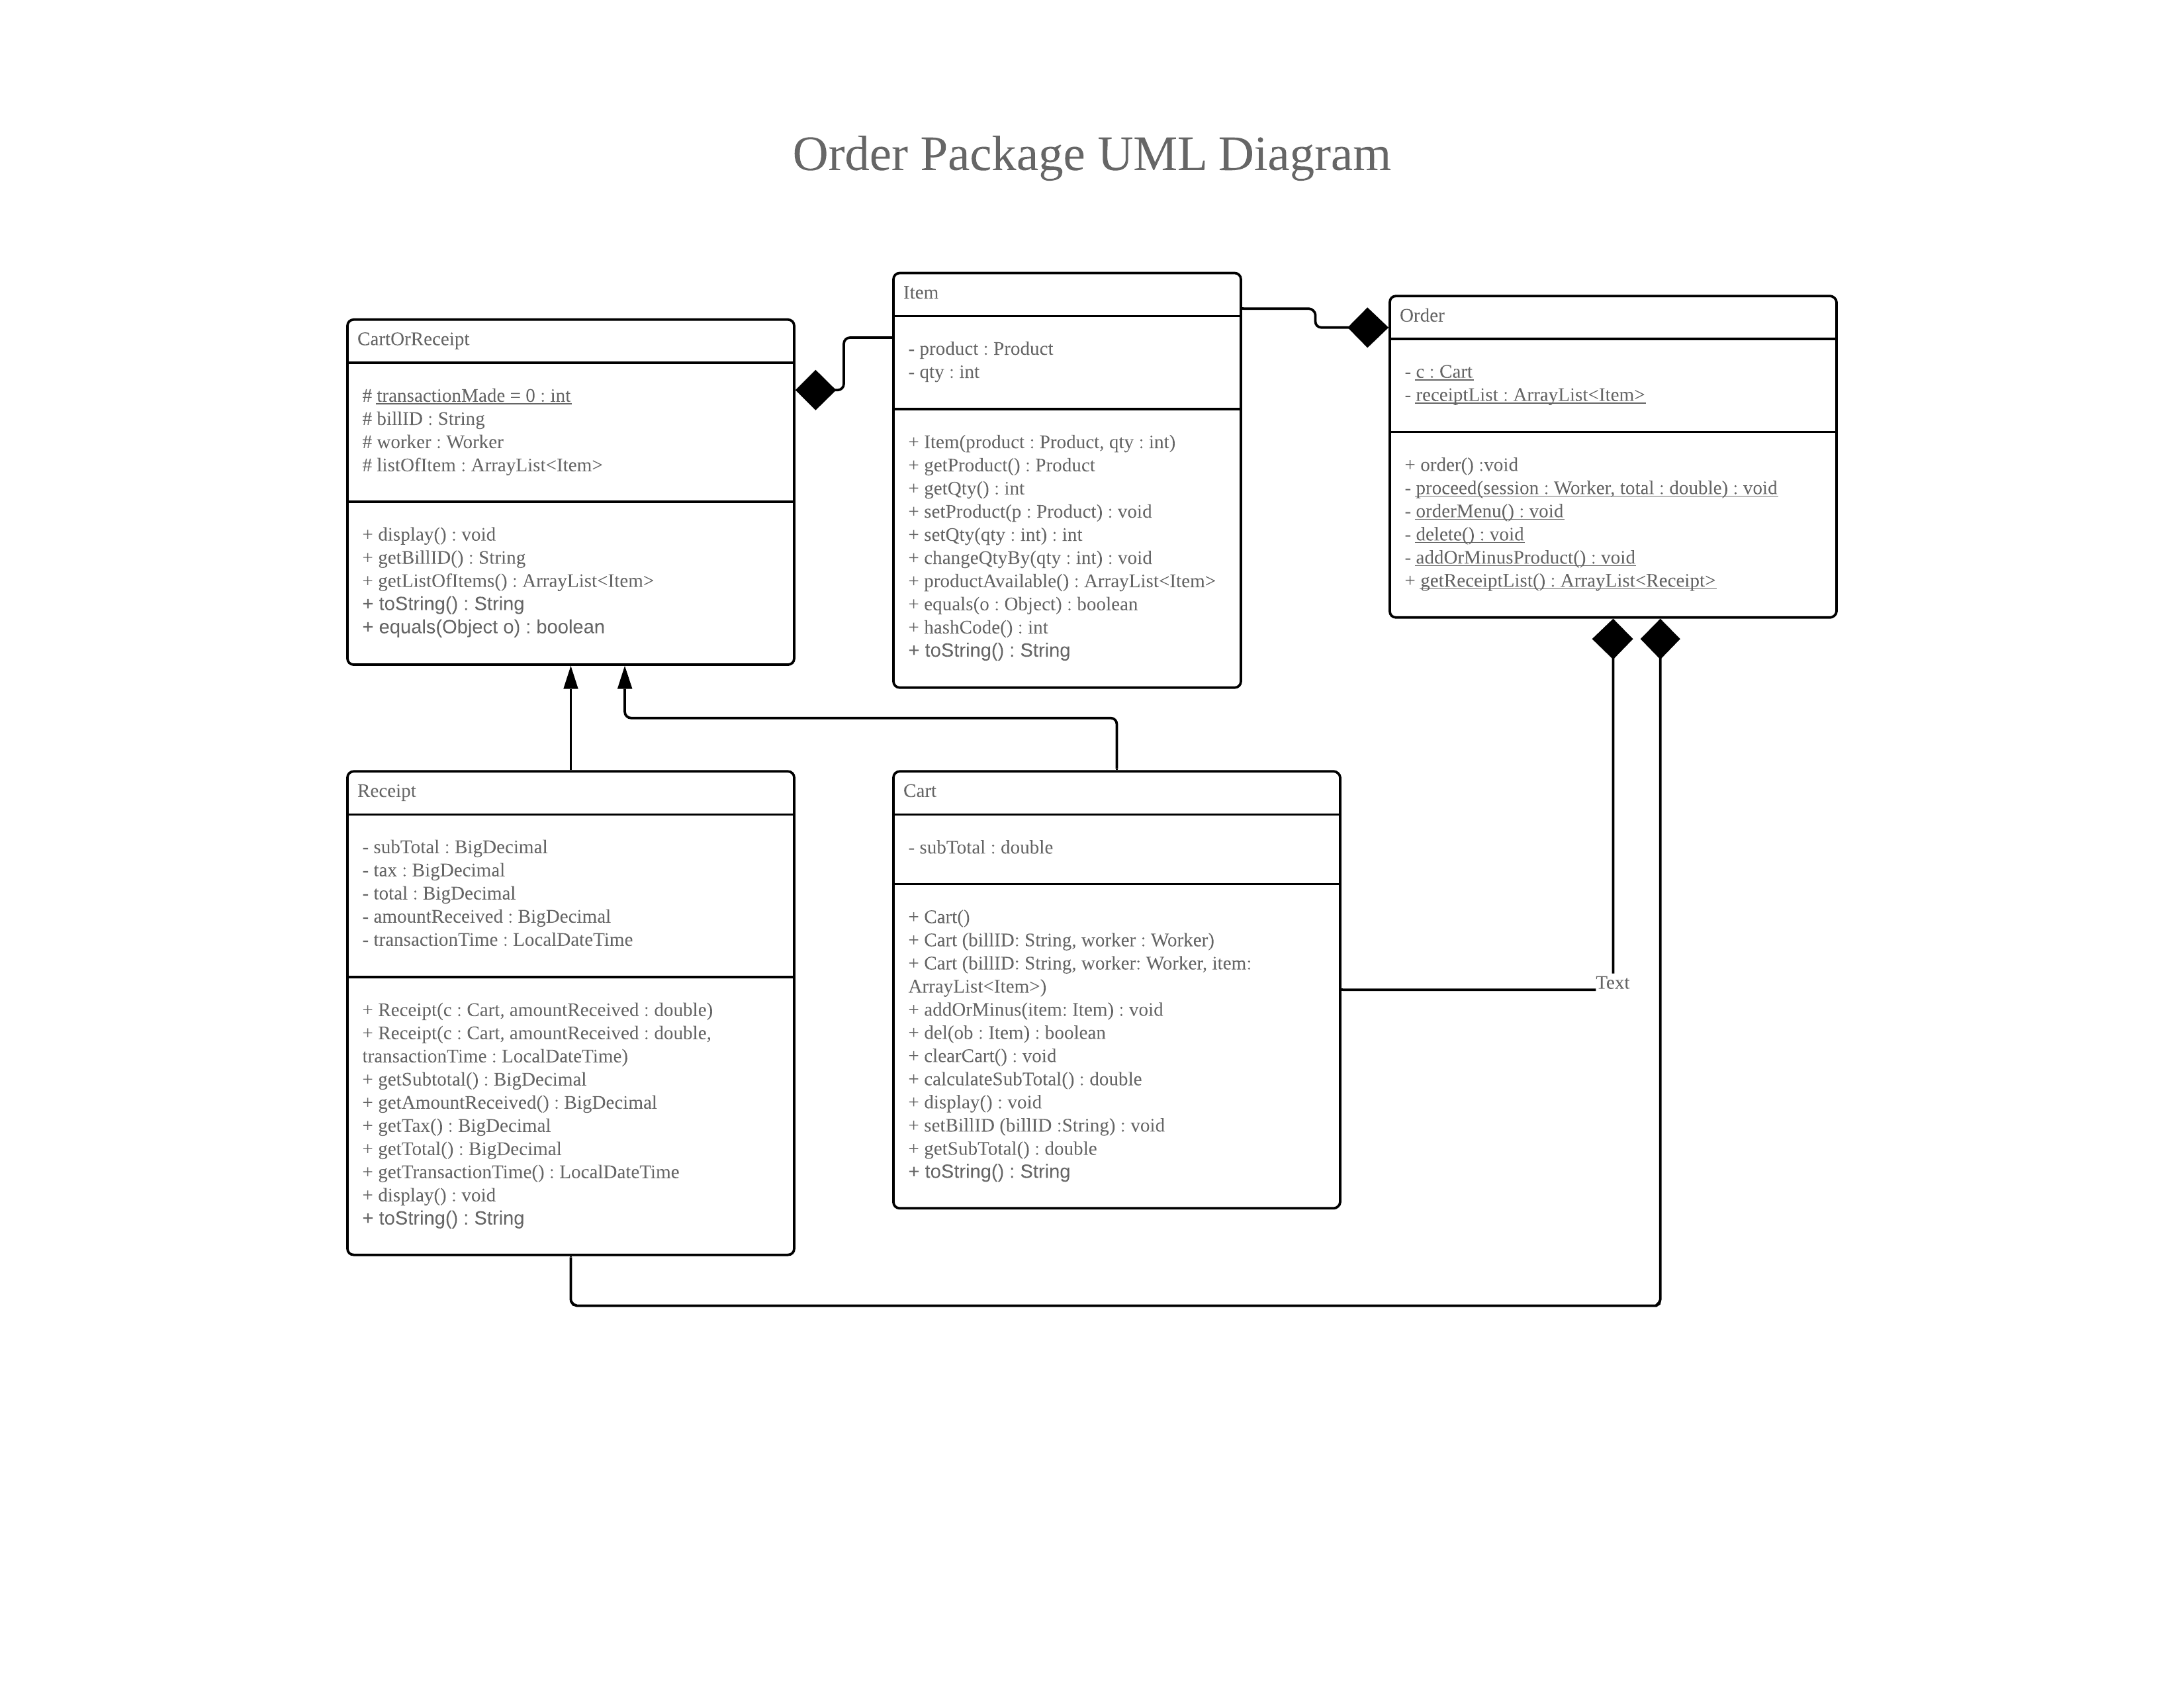 Order Package UML Diagram
CartOrReceipt
# transactionMade = 0 : int
# billID : String
# worker : Worker
# listOfItem : ArrayList<Item>
+ display() : void
+ getBillID() : String
+ getListOfItems() : ArrayList<Item>
+ toString() : String
+ equals(Object o) : boolean
Item
- product : Product
- qty : int
+ Item(product : Product, qty : int)
+ getProduct() : Product
+ getQty() : int
+ setProduct(p : Product) : void
+ setQty(qty : int) : int
+ changeQtyBy(qty : int) : void
+ productAvailable() : ArrayList<Item>
+ equals(o : Object) : boolean
+ hashCode() : int
+ toString() : String
Order
- c : Cart
- receiptList : ArrayList<Item>
+ order() :void
- proceed(session : Worker, total : double) : void
- orderMenu() : void
- delete() : void
- addOrMinusProduct() : void
+ getReceiptList() : ArrayList<Receipt>
Receipt
- subTotal : BigDecimal
- tax : BigDecimal
- total : BigDecimal
- amountReceived : BigDecimal
- transactionTime : LocalDateTime
+ Receipt(c : Cart, amountReceived : double)
+ Receipt(c : Cart, amountReceived : double,
transactionTime : LocalDateTime)
+ getSubtotal() : BigDecimal
+ getAmountReceived() : BigDecimal
+ getTax() : BigDecimal
+ getTotal() : BigDecimal
+ getTransactionTime() : LocalDateTime
+ display() : void
+ toString() : String
Cart
- subTotal : double
+ Cart()
+ Cart (billID: String, worker : Worker)
+ Cart (billID: String, worker: Worker, item:
ArrayList<Item>)
+ addOrMinus(item: Item) : void
+ del(ob : Item) : boolean
+ clearCart() : void
+ calculateSubTotal() : double
+ display() : void
+ setBillID (billID :String) : void
+ getSubTotal() : double
+ toString() : String
Text